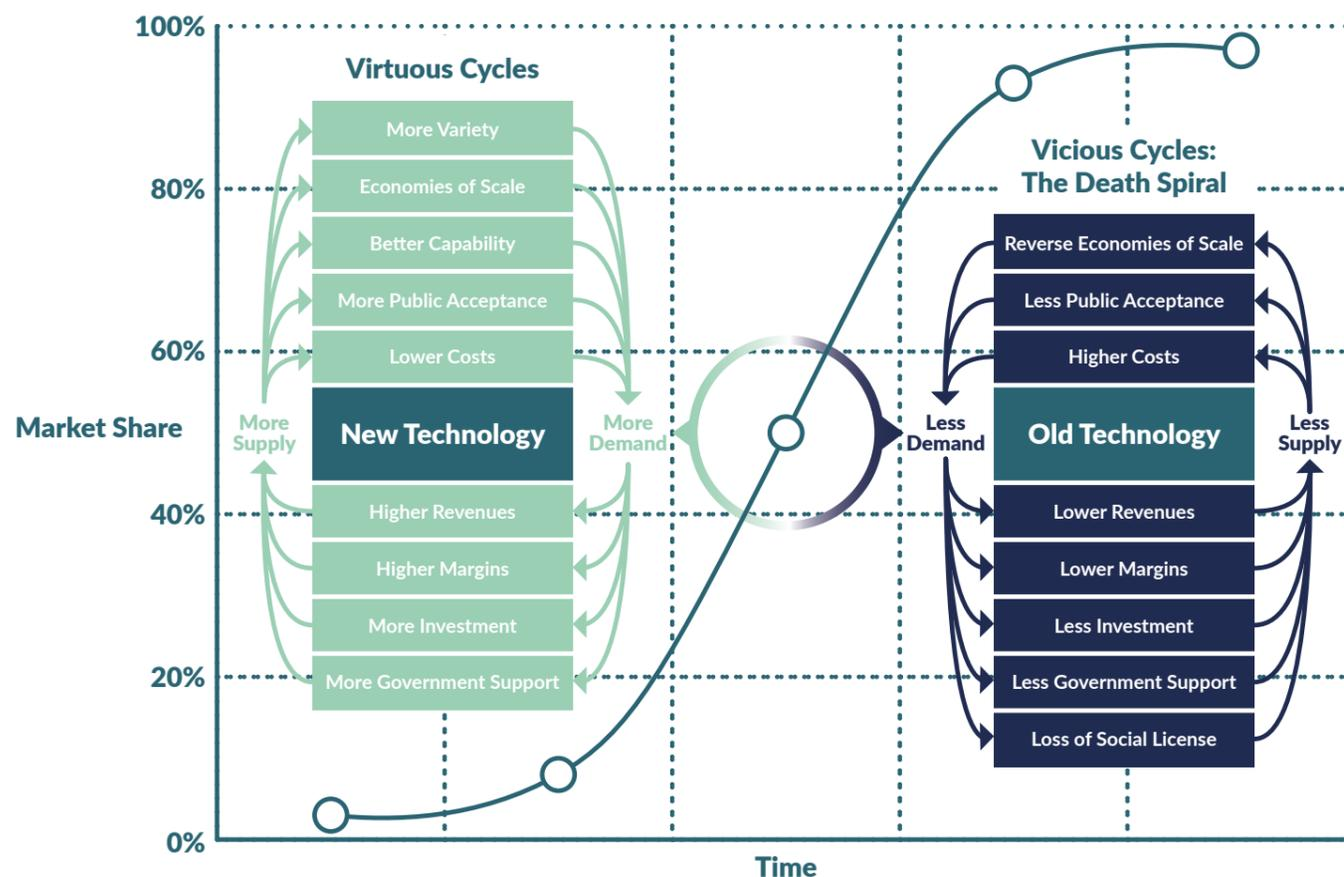 100%
80%
60%
40%
20%
0%
Market Share
Time
Virtuous Cycles
More Variety
Economies of Scale
Better Capability
More Public Acceptance
Lower Costs
More
Supply
New Technology
More
Demand
Higher Revenues
Higher Margins
More Investment
More Government Support
Vicious Cycles:
The Death Spiral
Reverse Economies of Scale
Less Public Acceptance
Higher Costs
Less
Demand
Old Technology
Less
Supply
Lower Revenues
Lower Margins
Less Investment
Less Government Support
Loss of Social License